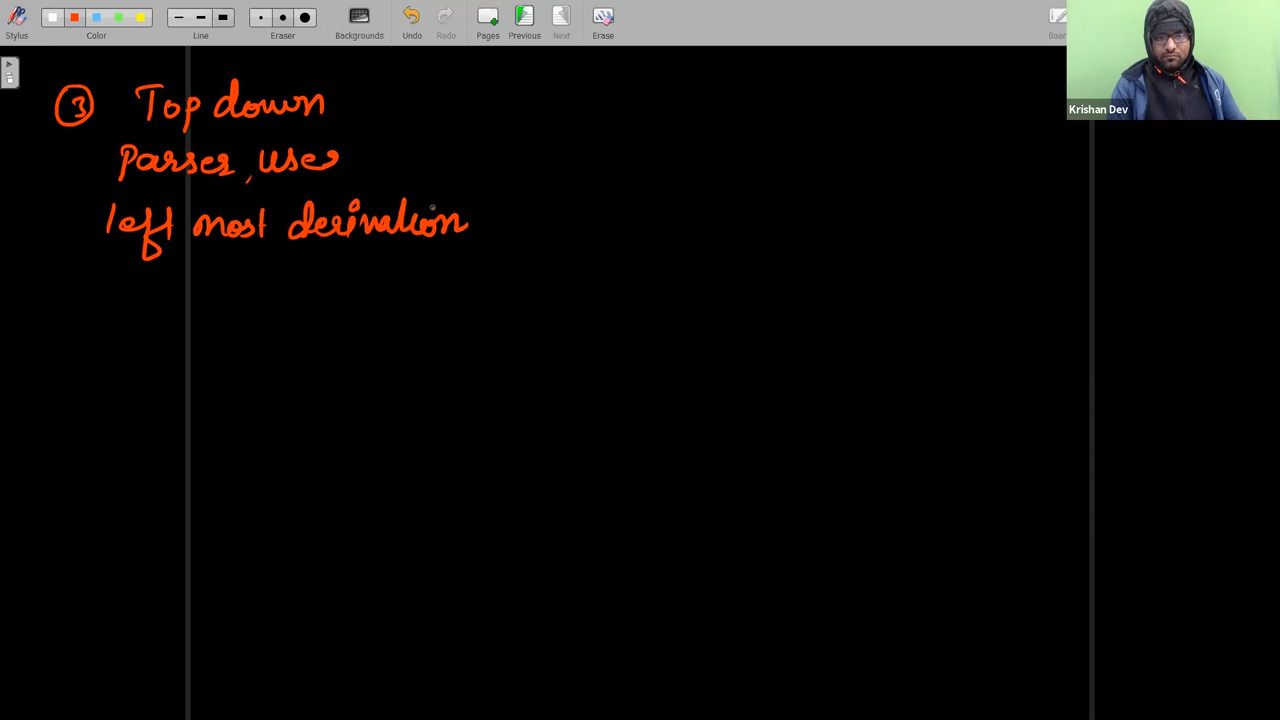 Stylus Color Line Eraser Backgrounds Undo Redo Pages Previous Next Erase
Krishan Dev
③ Top down
Parser, uses
left most derivation